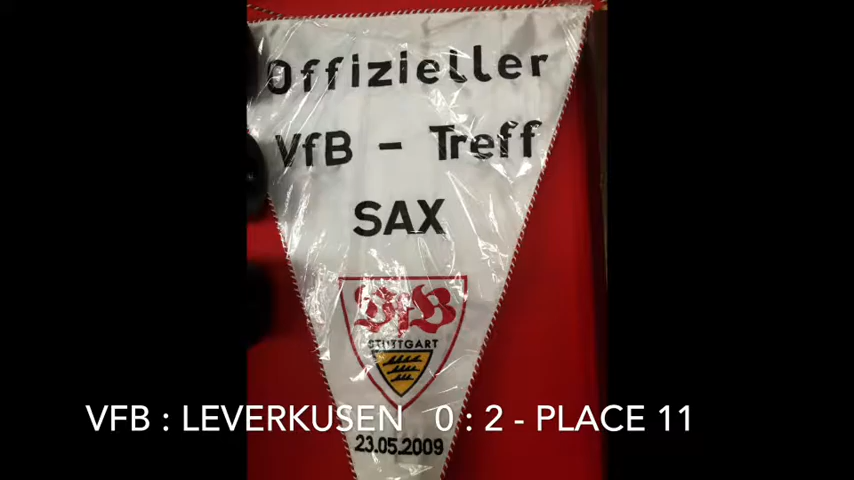 Offizieller
VfB - Treff
SAX
VfB
STUTTGART
VFB : LEVERKUSEN 0 : 2 - PLACE 11
23.05.2009